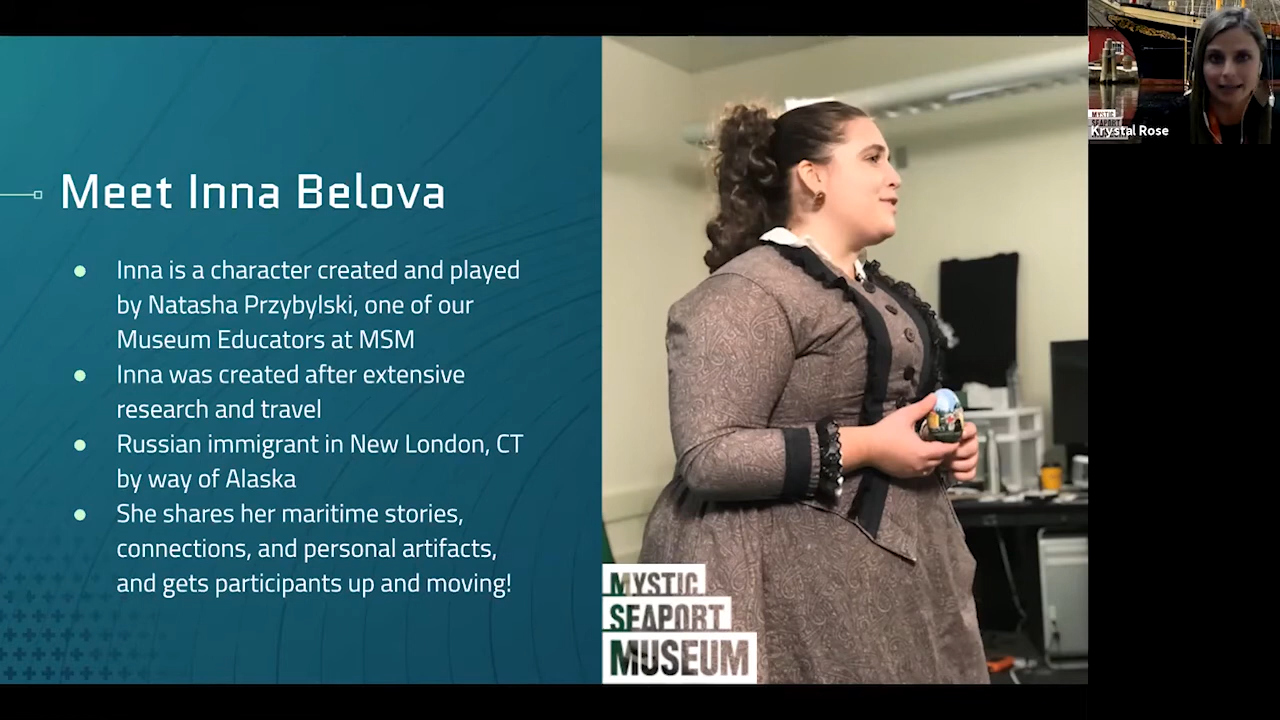 Meet Inna Belova
● Inna is a character created and played
by Natasha Przybylski, one of our
Museum Educators at MSM
● Inna was created after extensive
research and travel
● Russian immigrant in New London, CT
by way of Alaska
● She shares her maritime stories,
connections, and personal artifacts,
and gets participants up and moving!
MYSTIC
SEAPORT
MUSEUM
MYSTIC
SEAPORT
Krystal Rose